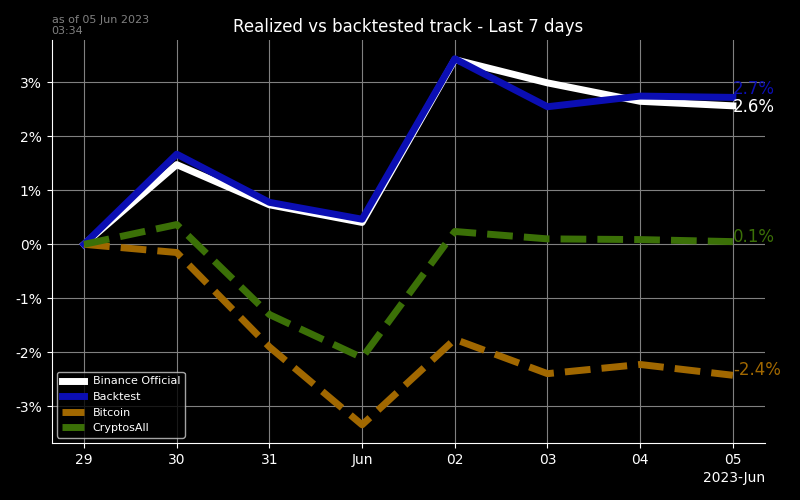 as of 05 Jun 2023
03:34
Realized vs backtested track - Last 7 days
3%
2%
1%
0%
-1%
-2%
-3%
2.7%
2.6%
0.1%
-2.4%
Binance Official
Backtest
Bitcoin
CryptosAll
29 30 31 Jun 02 03 04 05
2023-Jun